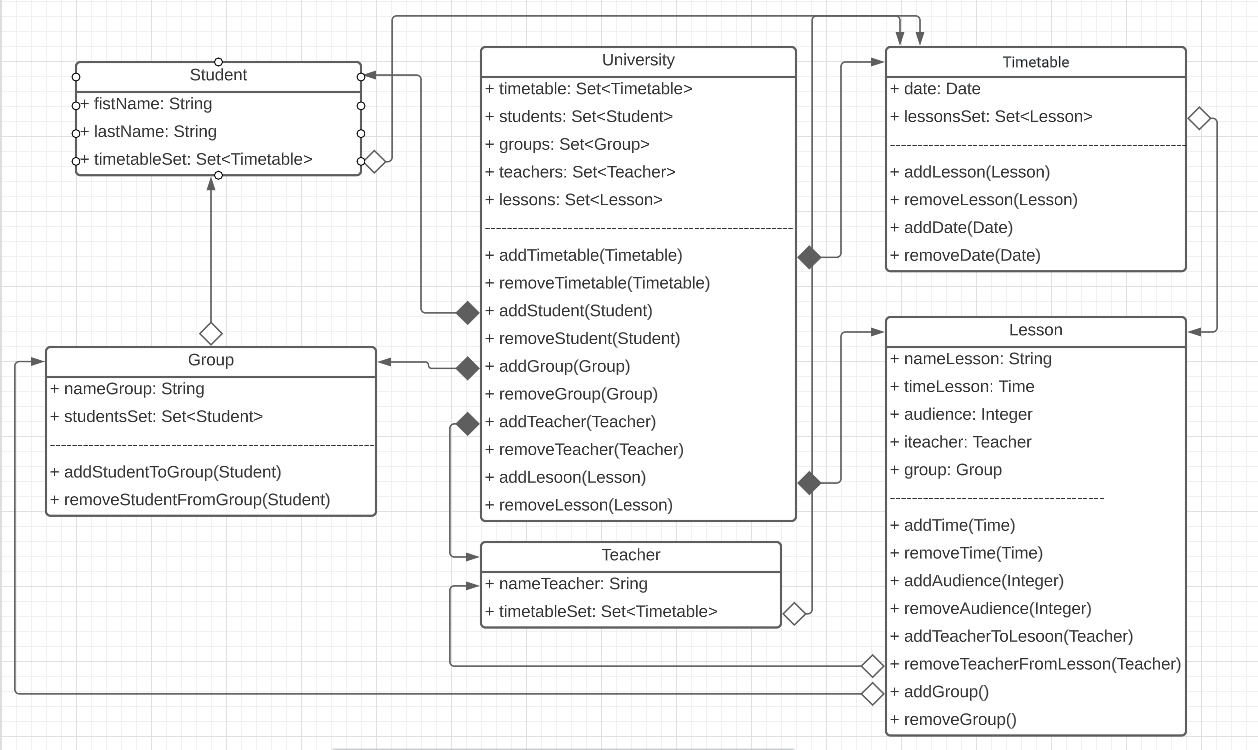 Student
+ fistName: String
+ lastName: String
+ timetableSet: Set<Timetable>
University
+ timetable: Set<Timetable>
+ students: Set<Student>
+ groups: Set<Group>
+ teachers: Set<Teacher>
+ lessons: Set<Lesson>
+ addTimetable(Timetable)
+ removeTimetable(Timetable)
+ addStudent(Student)
+ removeStudent(Student)
+ addGroup(Group)
+ removeGroup(Group)
+ addTeacher(Teacher)
+ removeTeacher(Teacher)
+ addLesoon(Lesson)
+ removeLesson(Lesson)
Timetable
+ date: Date
+ lessonsSet: Set<Lesson>
+ addLesson(Lesson)
+ removeLesson(Lesson)
+ addDate(Date)
+ removeDate(Date)
Group
+ nameGroup: String
+ studentsSet: Set<Student>
+ addStudentToGroup(Student)
+ removeStudentFromGroup(Student)
Teacher
+ nameTeacher: Sring
+ timetableSet: Set<Timetable>
Lesson
+ nameLesson: String
+ timeLesson: Time
+ audience: Integer
+ iteacher: Teacher
+ group: Group
+ addTime(Time)
+ removeTime(Time)
+ addAudience(Integer)
+ removeAudience(Integer)
+ addTeacherToLesoon(Teacher)
+ removeTeacherFromLesson(Teacher)
+ addGroup()
+ removeGroup()